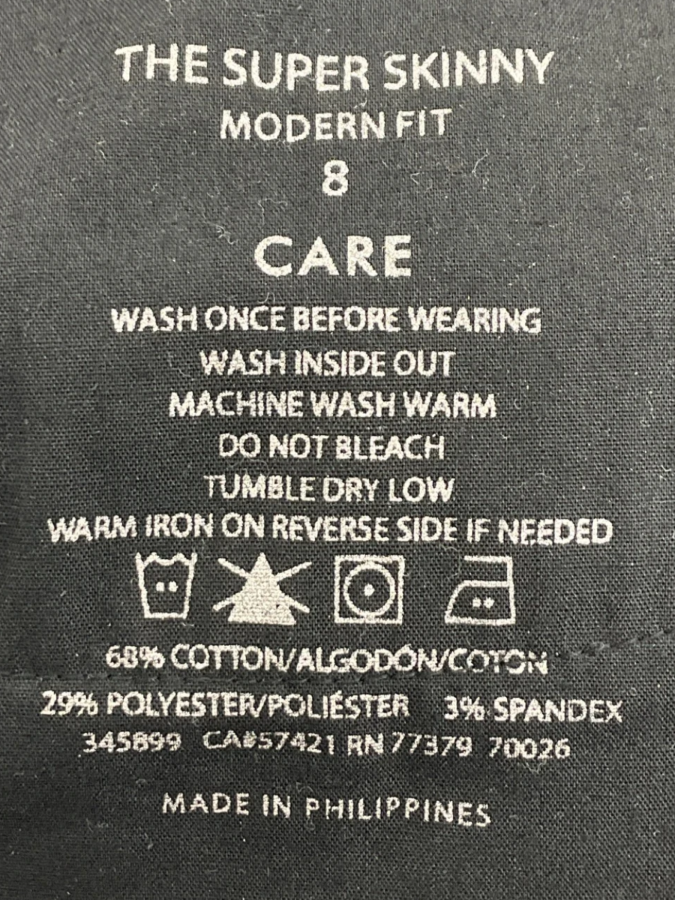 THE SUPER SKINNY
MODERN FIT
8
CARE
WASH ONCE BEFORE WEARING
WASH INSIDE OUT
MACHINE WASH WARM
DO NOT BLEACH
TUMBLE DRY LOW
WARM IRON ON REVERSE SIDE IF NEEDED
68% COTTON/ALGODÓN/COTON
29% POLYESTER/POLIÉSTER 3% SPANDEX
345899 CA#57421 RN 77379 70026
MADE IN PHILIPPINES